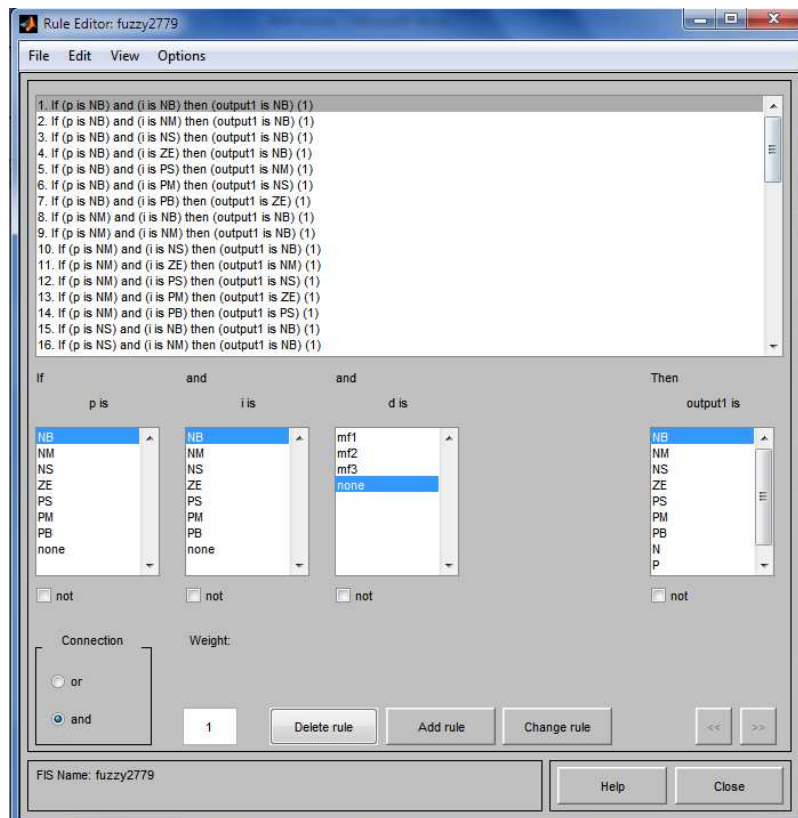 Rule Editor: fuzzy2779
File Edit View Options
1. If (p is NB) and (i is NB) then (output1 is NB) (1)
2. If (p is NB) and (i is NM) then (output1 is NB) (1)
3. If (p is NB) and (i is NS) then (output1 is NB) (1)
4. If (p is NB) and (i is ZE) then (output1 is NB) (1)
5. If (p is NB) and (i is PS) then (output1 is NM) (1)
6. If (p is NB) and (i is PM) then (output1 is NS) (1)
7. If (p is NB) and (i is PB) then (output1 is ZE) (1)
8. If (p is NM) and (i is NB) then (output1 is NB) (1)
9. If (p is NM) and (i is NM) then (output1 is NB) (1)
10. If (p is NM) and (i is NS) then (output1 is NB) (1)
11. If (p is NM) and (i is ZE) then (output1 is NM) (1)
12. If (p is NM) and (i is PS) then (output1 is NS) (1)
13. If (p is NM) and (i is PM) then (output1 is ZE) (1)
14. If (p is NM) and (i is PB) then (output1 is PS) (1)
15. If (p is NS) and (i is NB) then (output1 is NB) (1)
16. If (p is NS) and (i is NM) then (output1 is NB) (1)
If
p is
NB
NM
NS
ZE
PS
PM
PB
none
not
and
i is
NB
NM
NS
ZE
PS
PM
PB
none
not
and
d is
mf1
mf2
mf3
none
not
Then
output1 is
NB
NM
NS
ZE
PS
PM
PB
N
P
not
Connection
or
and
Weight:
1
Delete rule
Add rule
Change rule
<<
>>
FIS Name: fuzzy2779
Help
Close